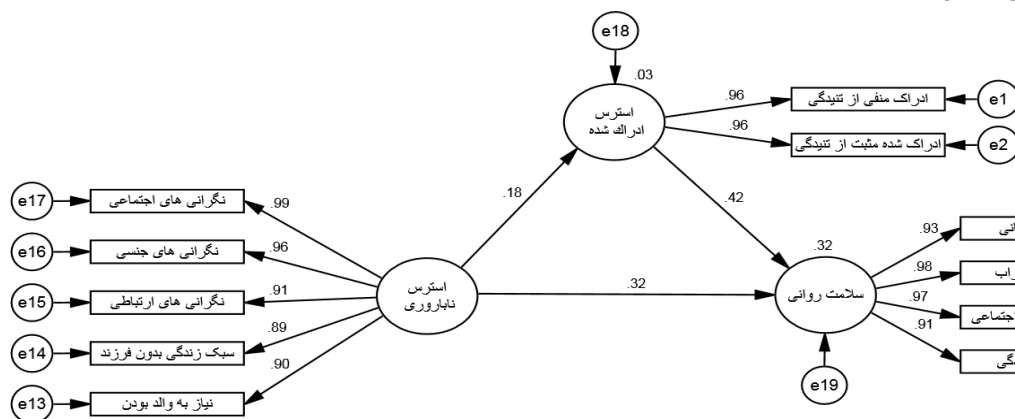 e18
.03
استرس
ادراك شده
.96
ادراک منفی از تنیدگی
e1
.96
ادراک شده مثبت از تنیدگی
e2
.18
.42
e17
نگرانی های اجتماعی
.99
e16
نگرانی های جنسی
.96
e15
نگرانی های ارتباطی
.91
e14
سبک زندگی بدون فرزند
.89
e13
نیاز به والد بودن
.90
استرس
ناباروری
.32
.32
سلامت روانی
e19
.93
.98
.97
اجتماعی
.91